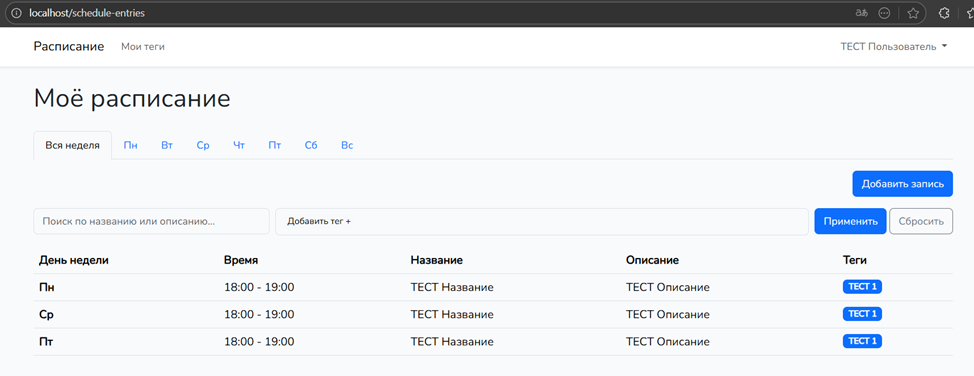 localhost/schedule-entries
Расписание Мои теги ТЕСТ Пользователь
Моё расписание
Вся неделя Пн Вт Ср Чт Пт Сб Вс
Добавить запись
Поиск по названию или описанию... Добавить тег + Применить Сбросить
День недели Время Название Описание Теги
Пн 18:00 - 19:00 ТЕСТ Название ТЕСТ Описание ТЕСТ 1
Ср 18:00 - 19:00 ТЕСТ Название ТЕСТ Описание ТЕСТ 1
Пт 18:00 - 19:00 ТЕСТ Название ТЕСТ Описание ТЕСТ 1